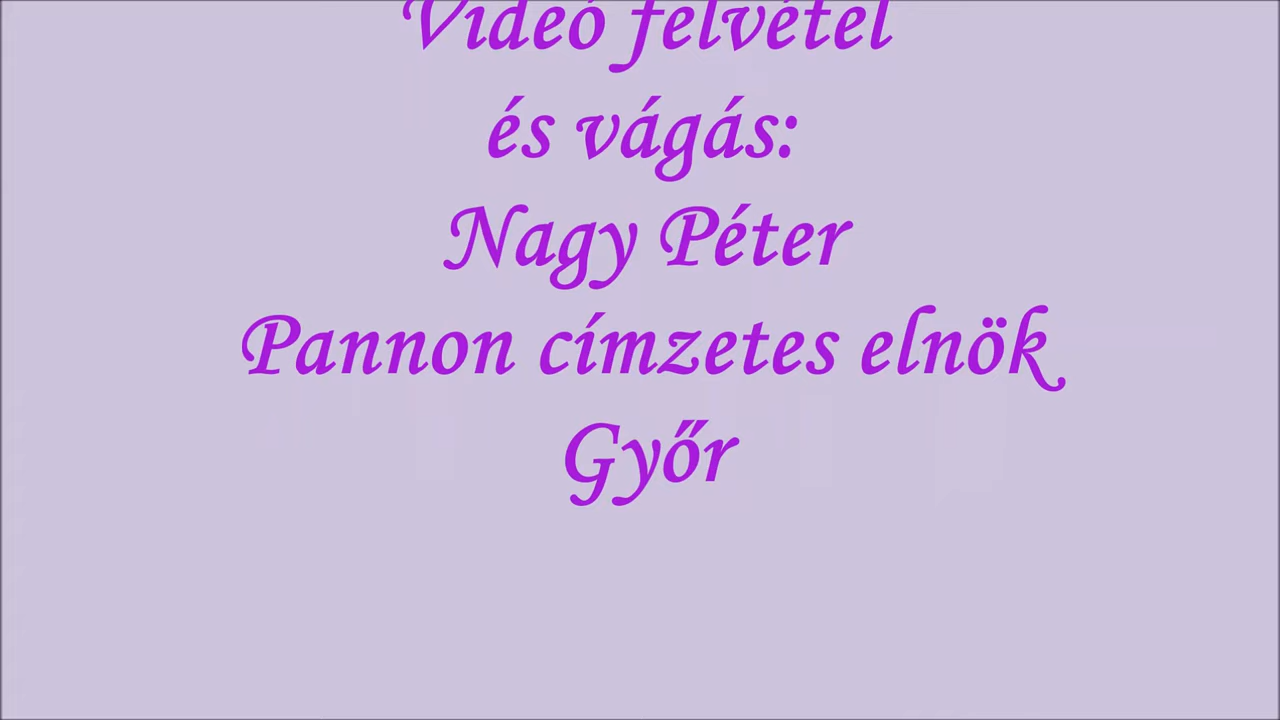 Videó felvétel
és vágás:
Nagy Péter
Pannon címzetes elnök
Győr